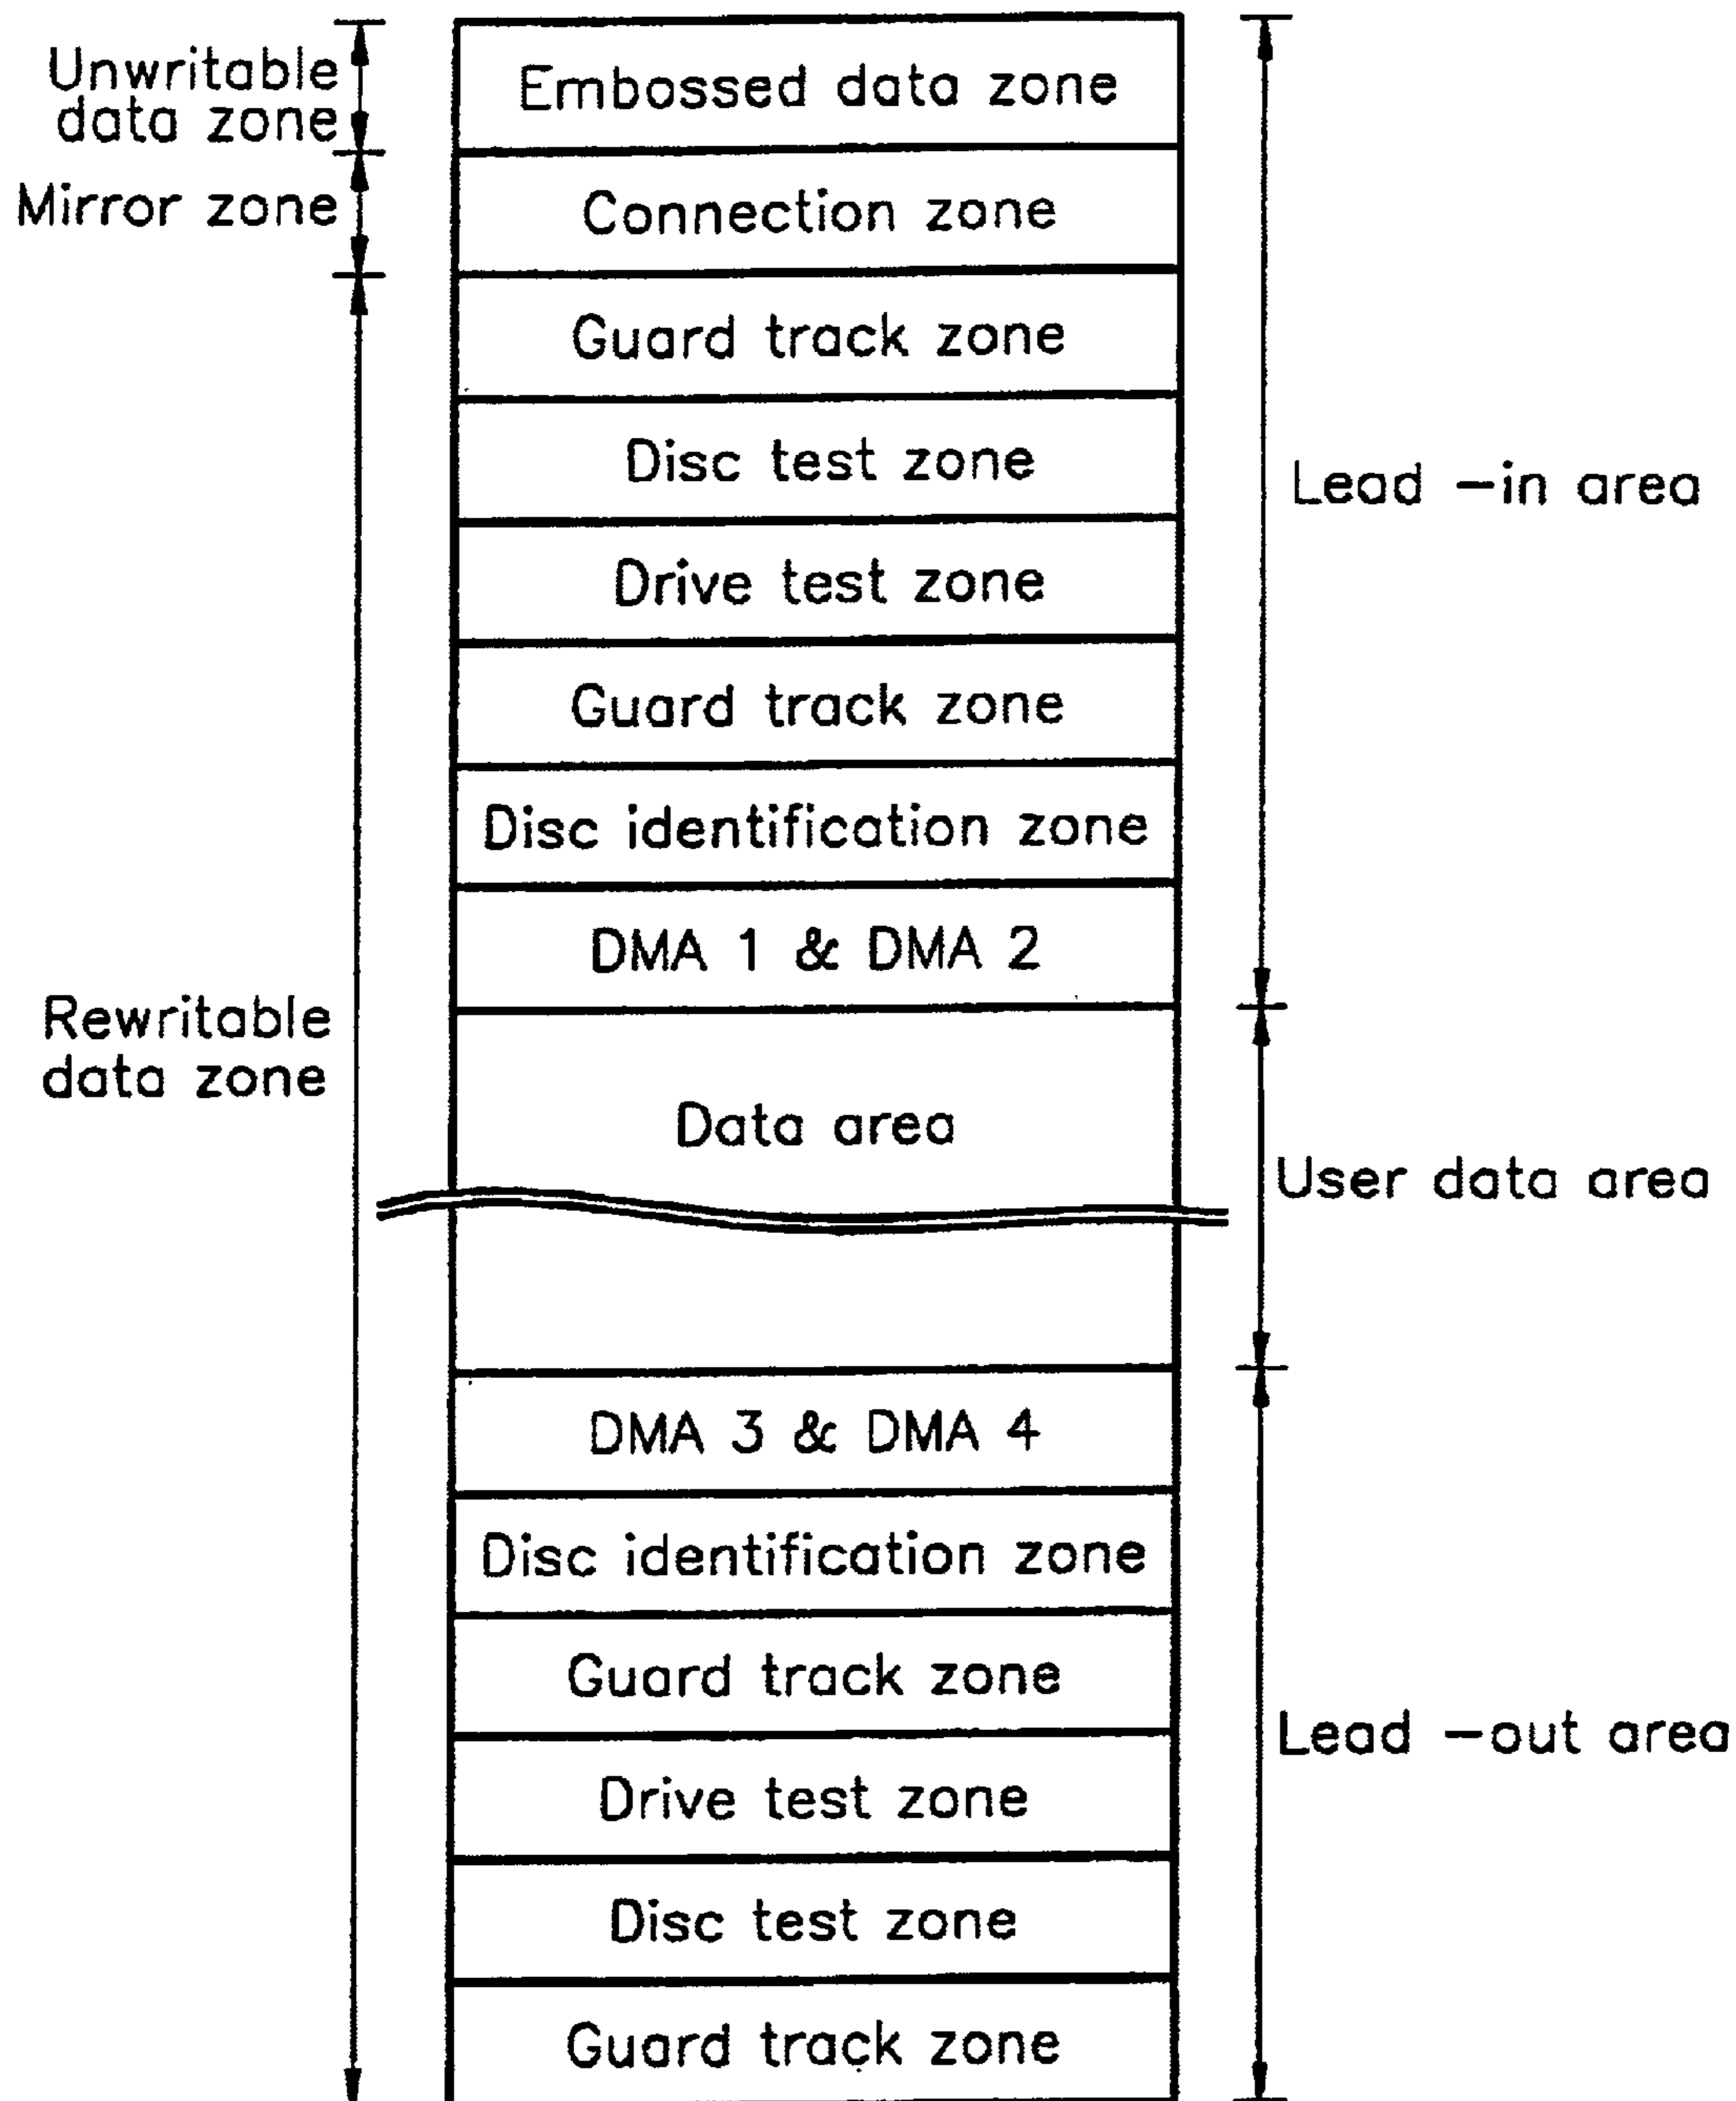 Unwritable
data zone
Mirror zone
Rewritable
data zone
Embossed data zone
Connection zone
Guard track zone
Disc test zone
Drive test zone
Guard track zone
Disc identification zone
DMA 1 & DMA 2
Data area
DMA 3 & DMA 4
Disc identification zone
Guard track zone
Drive test zone
Disc test zone
Guard track zone
Lead -in area
User data area
Lead -out area